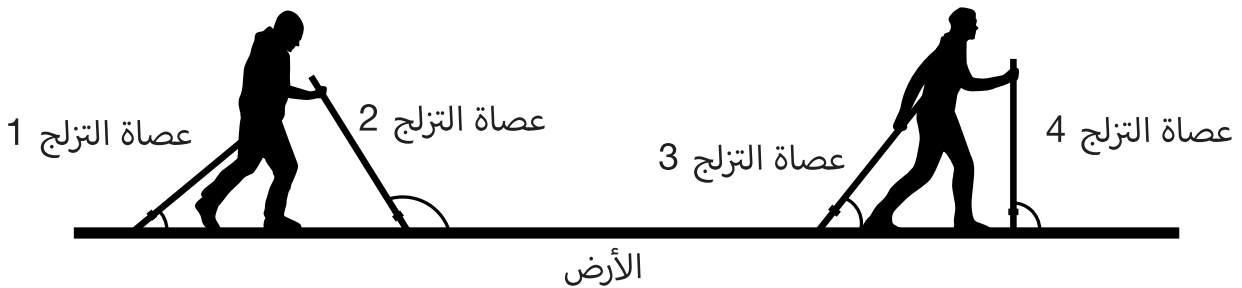 عصاة التزلج 1
عصاة التزلج 2
عصاة التزلج 3
عصاة التزلج 4
الأرض